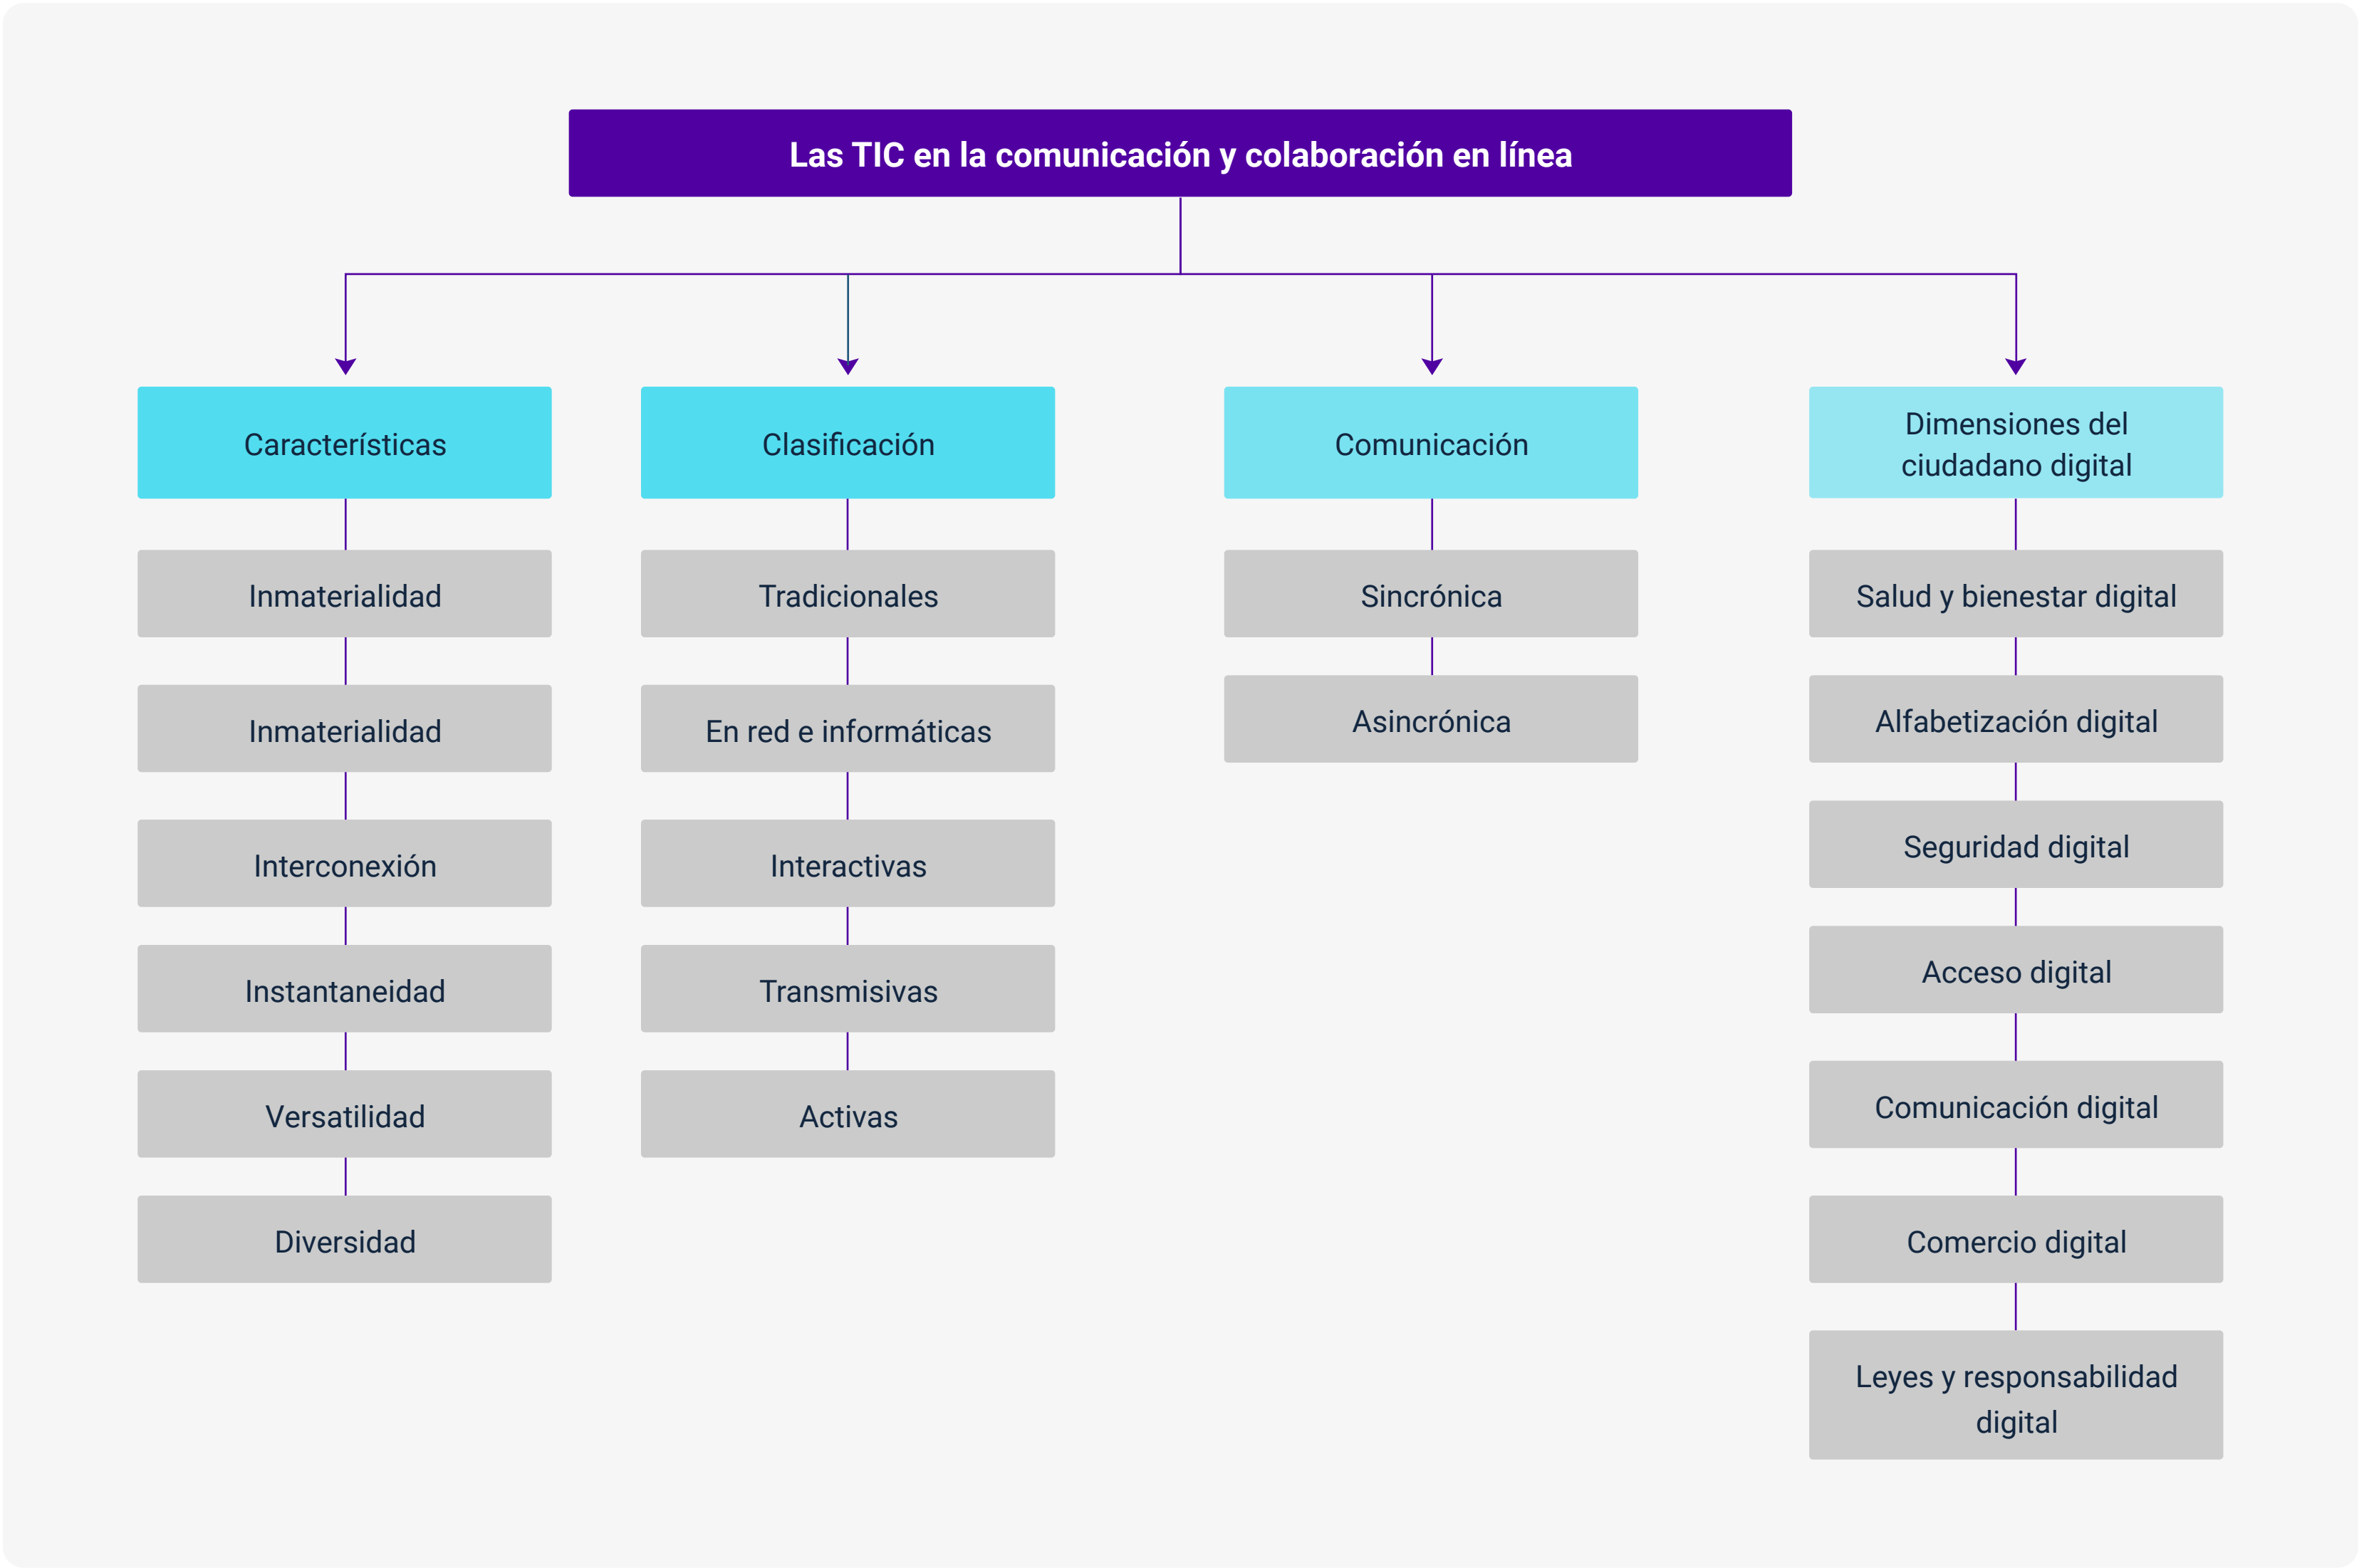 Las TIC en la comunicación y colaboración en línea
Características
Inmaterialidad
Inmaterialidad
Interconexión
Instantaneidad
Versatilidad
Diversidad
Clasificación
Tradicionales
En red e informáticas
Interactivas
Transmisivas
Activas
Comunicación
Sincrónica
Asincrónica
Dimensiones del
ciudadano digital
Salud y bienestar digital
Alfabetización digital
Seguridad digital
Acceso digital
Comunicación digital
Comercio digital
Leyes y responsabilidad
digital